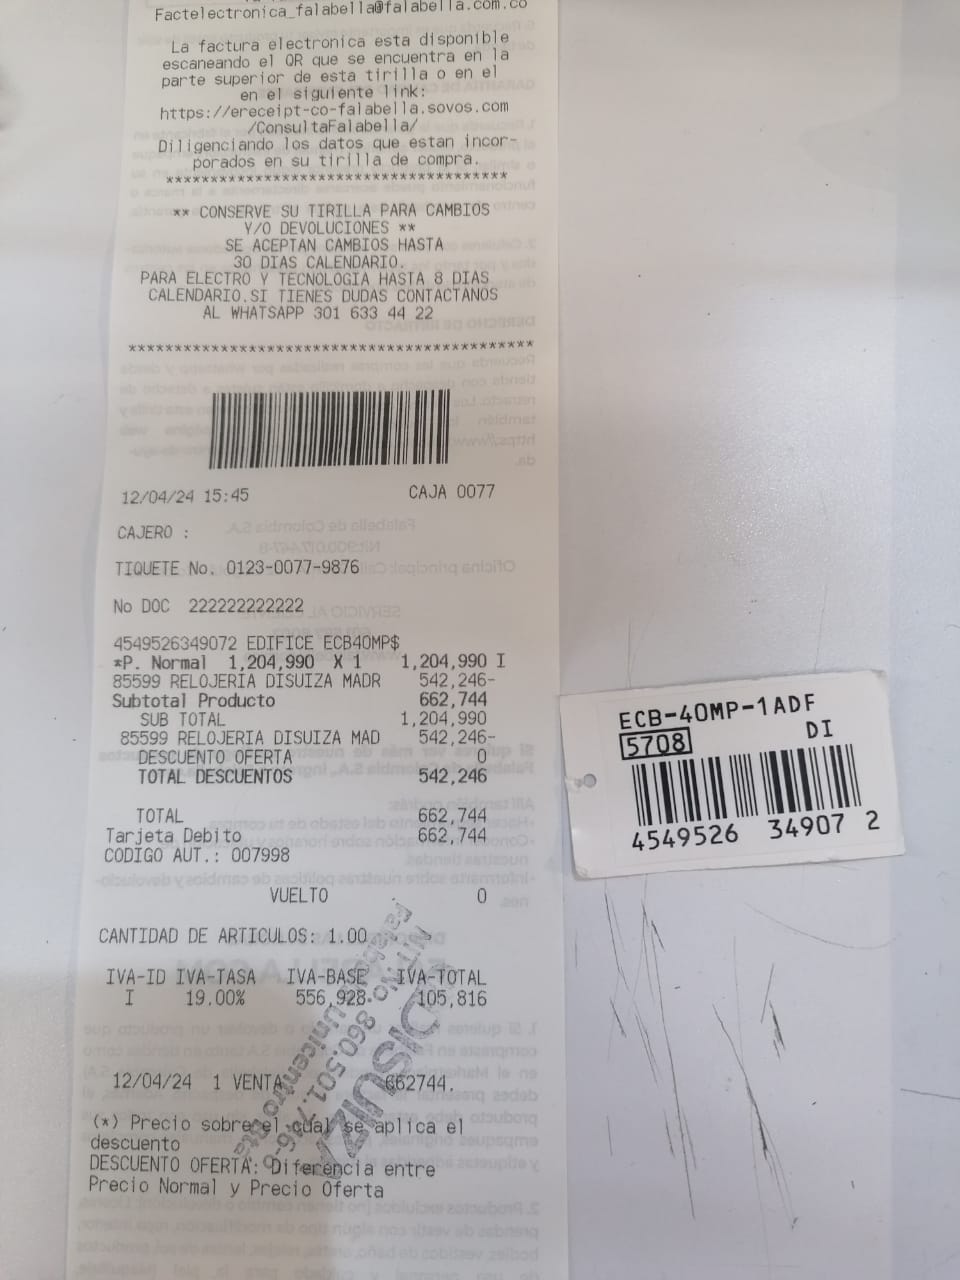 Factelectronica_falabella@falabella.com.co
La factura electronica esta disponible
escaneando el QR que se encuentra en la
parte superior de esta tirilla o en el
en el siguiente link:
https://ereceipt-co-falabella.sovos.com
/ConsultaFalabella/
Diligenciando los datos que estan incor-
porados en su tirilla de compra.
**************************************
** CONSERVE SU TIRILLA PARA CAMBIOS
Y/O DEVOLUCIONES **
SE ACEPTAN CAMBIOS HASTA
30 DIAS CALENDARIO.
PARA ELECTRO Y TECNOLOGIA HASTA 8 DIAS
CALENDARIO.SI TIENES DUDAS CONTACTANOS
AL WHATSAPP 301 633 44 22
********************************************
12/04/24 15:45 CAJA 0077
CAJERO :
TIQUETE No. 0123-0077-9876
No DOC 222222222222
4549526349072 EDIFICE ECB40MP$
*P. Normal 1,204,990 X 1 1,204,990 I
85599 RELOJERIA DISUIZA MADR 542,246-
Subtotal Producto 662,744
SUB TOTAL 1,204,990
85599 RELOJERIA DISUIZA MAD 542,246-
DESCUENTO OFERTA 0
TOTAL DESCUENTOS 542,246
TOTAL 662,744
Tarjeta Debito 662,744
CODIGO AUT.: 007998
VUELTO 0
CANTIDAD DE ARTICULOS: 1.00
IVA-ID IVA-TASA IVA-BASE IVA-TOTAL
I 19.00% 556,928 105,816
12/04/24 1 VENTA 662744.
(*) Precio sobre el cual se aplica el
descuento
DESCUENTO OFERTA: Diferencia entre
Precio Normal y Precio Oferta
DISUIZA
Unicentro
ECB-40MP-1ADF
5708 DI
4549526 34907 2